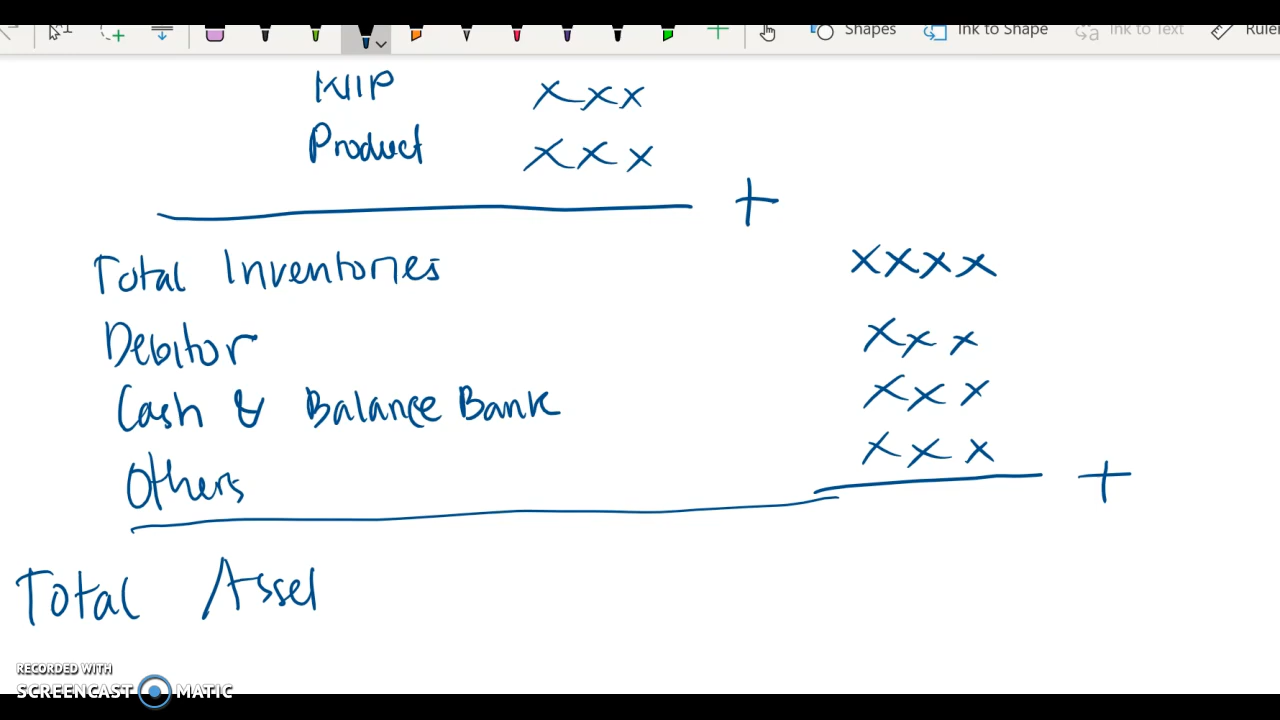 Shapes Ink to Shape Ink to Text Ruler
WIP XXX
Product XXX
+
Total Inventories XXXX
Debitor XXX
Cash & Balance Bank XXX
Others XXX
+
Total Asset
RECORDED WITH
SCREENCAST MATIC